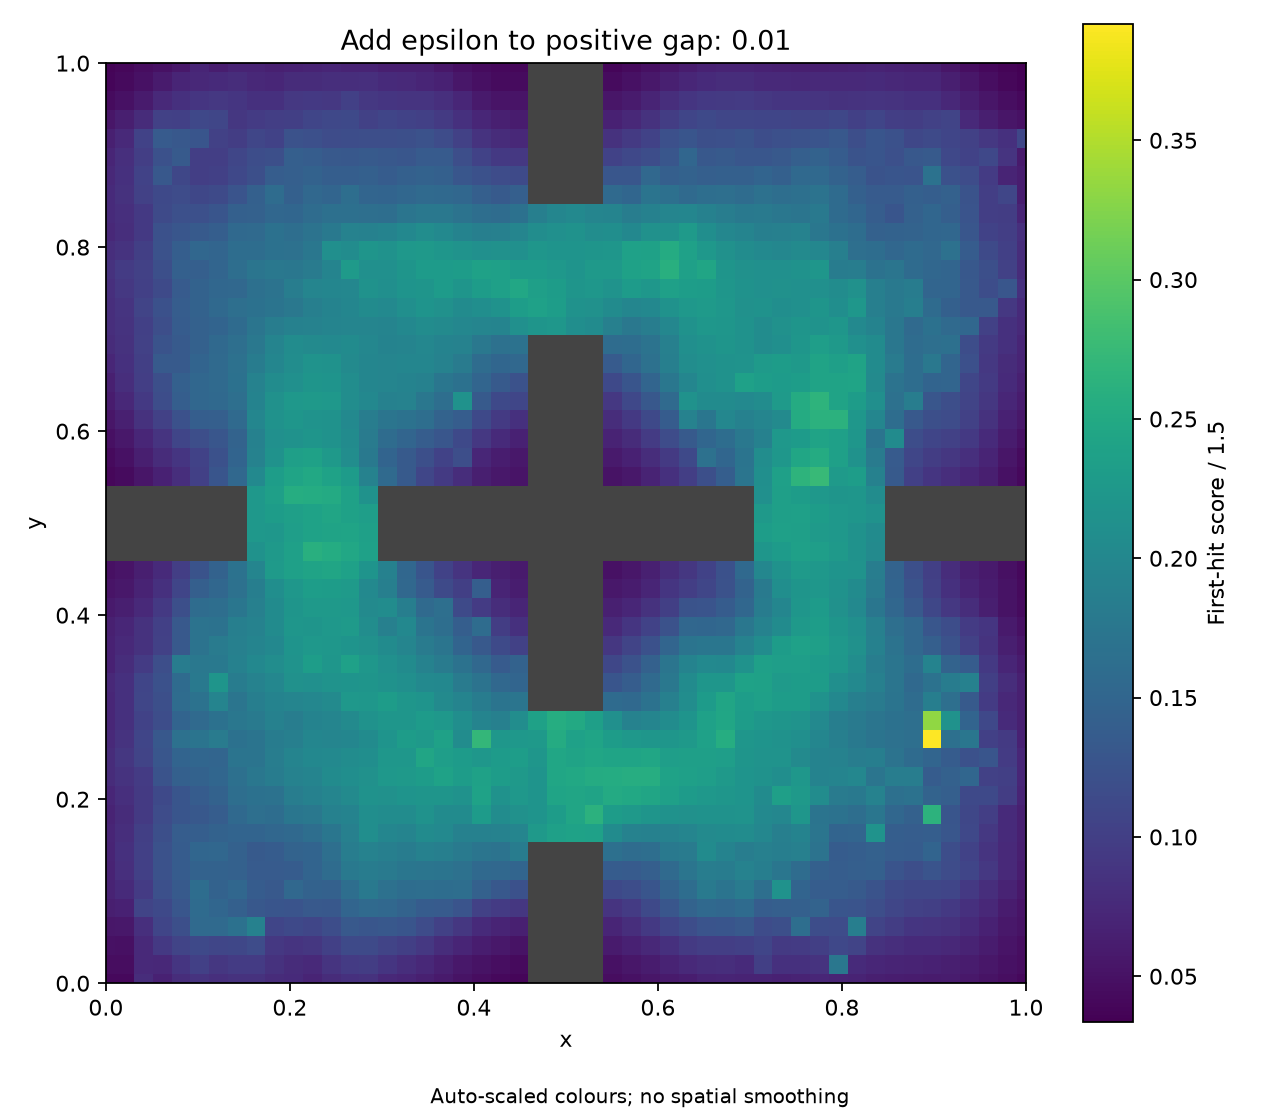 Add epsilon to positive gap: 0.01
1.0
0.8
0.6
0.4
0.2
0.0
y
0.0 0.2 0.4 0.6 0.8 1.0
x
0.35
0.30
0.25
0.20
0.15
0.10
0.05
First-hit score / 1.5
Auto-scaled colours; no spatial smoothing